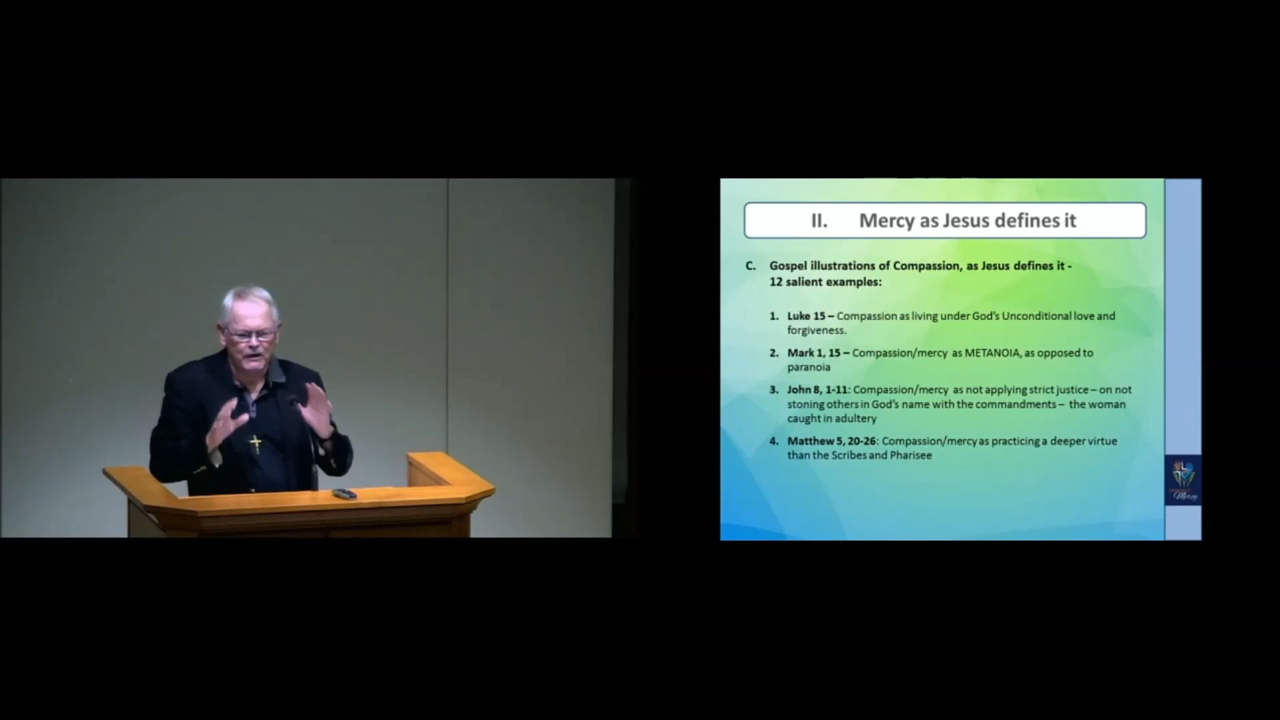 II. Mercy as Jesus defines it
C. Gospel illustrations of Compassion, as Jesus defines it -
12 salient examples:
1. Luke 15 – Compassion as living under God's Unconditional love and
forgiveness.
2. Mark 1, 15 – Compassion/mercy as METANOIA, as opposed to
paranoia
3. John 8, 1-11: Compassion/mercy as not applying strict justice – on not
stoning others in God's name with the commandments – the woman
caught in adultery
4. Matthew 5, 20-26: Compassion/mercy as practicing a deeper virtue
than the Scribes and Pharisee
Mercy